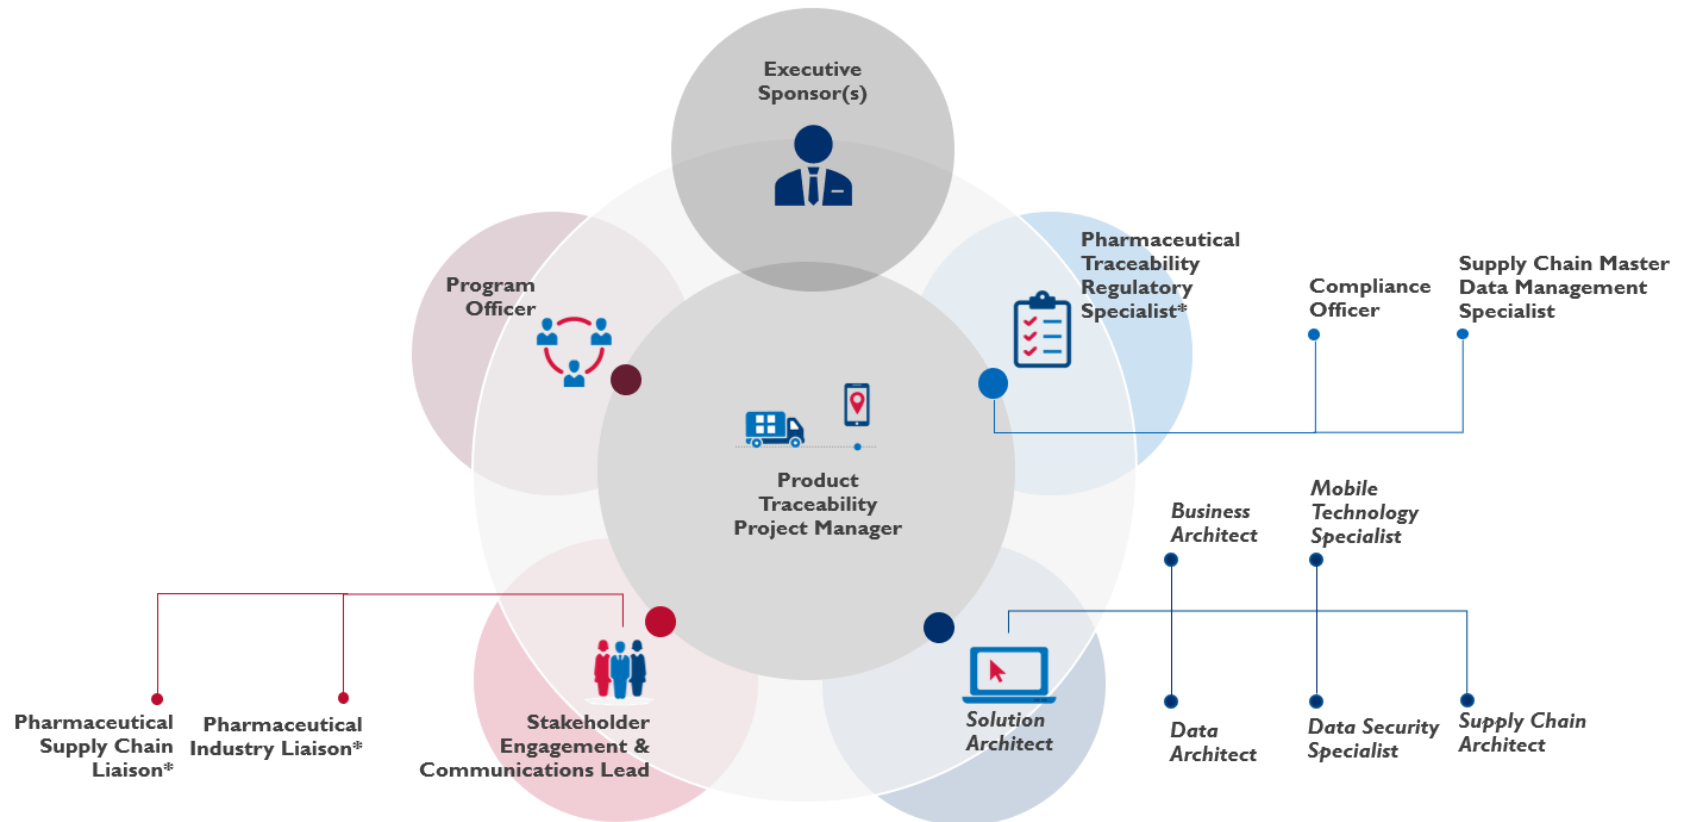 Executive
Sponsor(s)
Program
Officer
Pharmaceutical
Traceability
Regulatory
Specialist*
Compliance
Officer
Supply Chain Master
Data Management
Specialist
Product
Traceability
Project Manager
Business
Architect
Mobile
Technology
Specialist
Pharmaceutical
Supply Chain
Liaison*
Pharmaceutical
Industry Liaison*
Stakeholder
Engagement &
Communications Lead
Solution
Architect
Data
Architect
Data Security
Specialist
Supply Chain
Architect